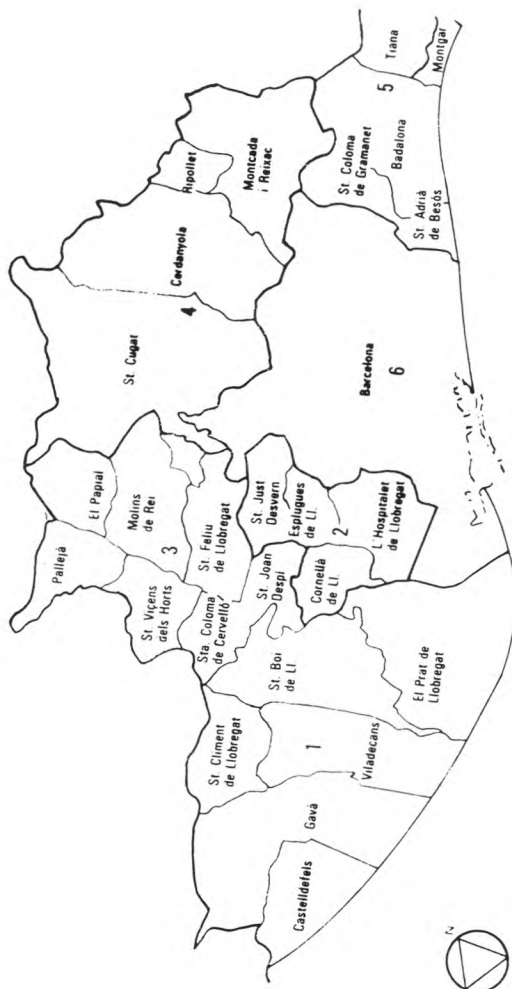 Tiana
Montgat
5
Badalona
St. Coloma
de Gramanet
St. Adrià
de Besós
Ripollet
Montcada
i Reixac
Cerdanyola
4
St. Cugat
Barcelona
6
El Papiol
Pallejà
Molins
de Rei
3
St. Viçens
dels Horts
St. Feliu
de Llobregat
Sta. Coloma
de Cervelló
St. Just
Desvern
Esplugues
de Ll.
2
L'Hospitalet
de Llobregat
St. Joan
Despí
Cornellà
de Ll.
St. Boi
de Ll
El Prat de
Llobregat
St. Climent
de Llobregat
1
Viladecans
Gavà
Castelldefels
N